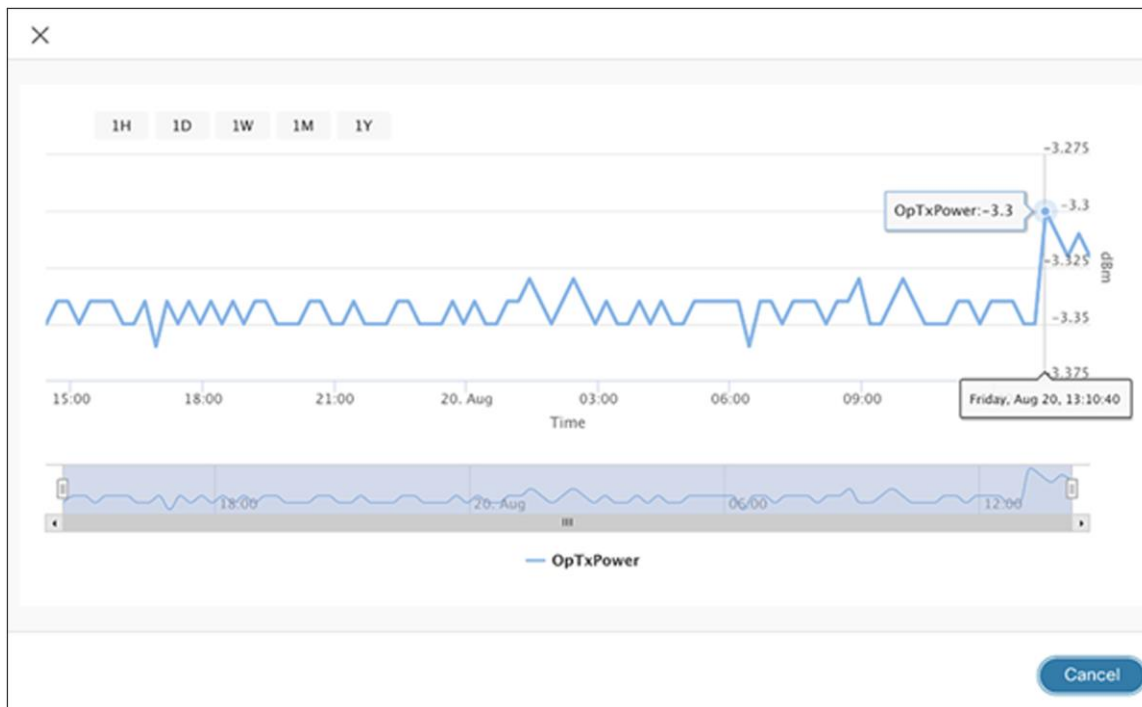 1H 1D 1W 1M 1Y
-3.275
OpTxPower:-3.3
-3.3
-3.325
dBm
-3.35
3.375
15:00 18:00 21:00 20. Aug 03:00 06:00 09:00
Friday, Aug 20, 13:10:40
Time
18:00 20. Aug 06:00 12:00
OpTxPower
Cancel